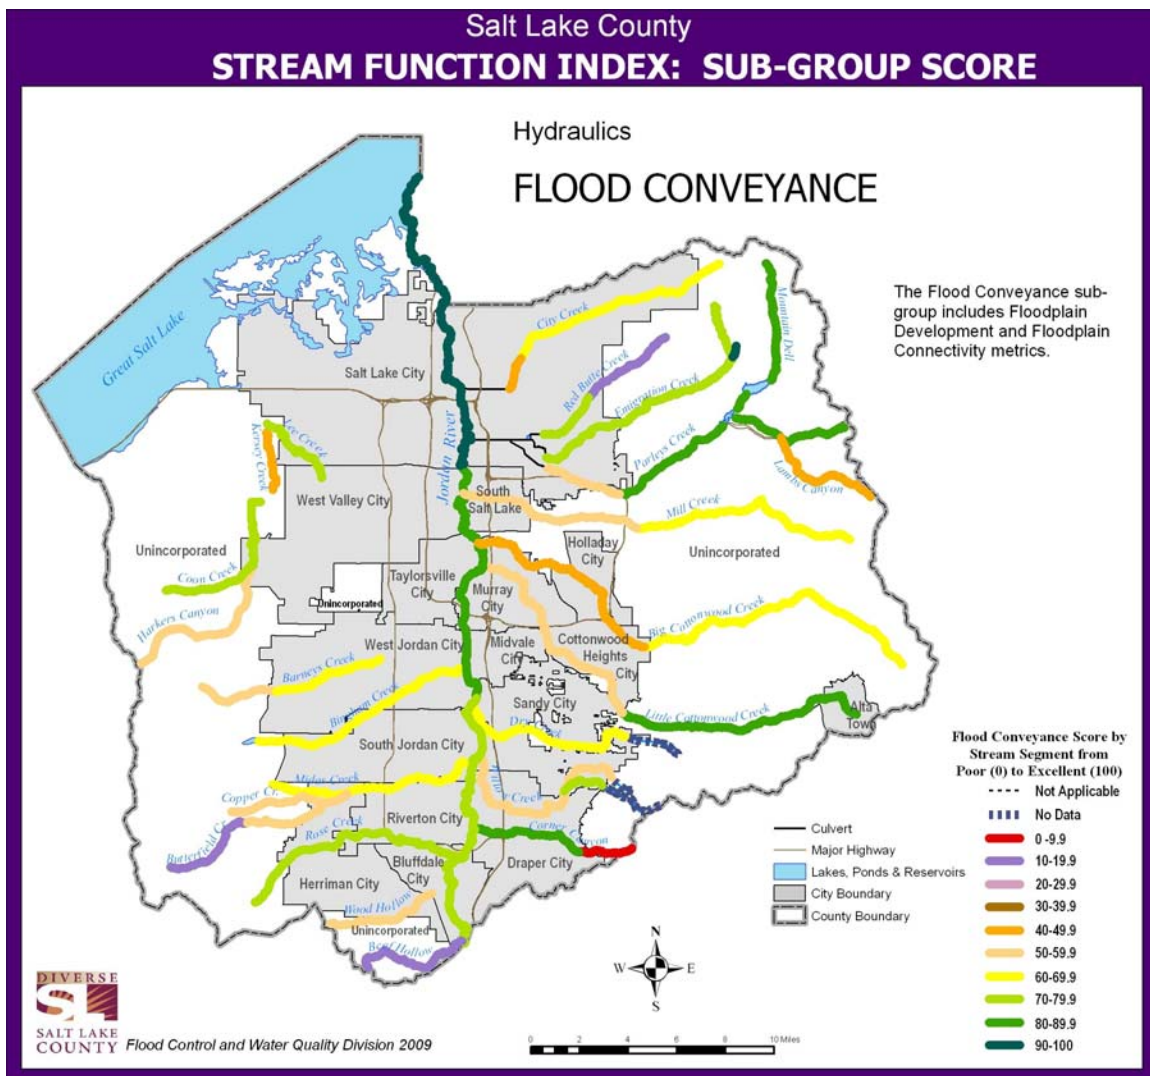 Salt Lake County
STREAM FUNCTION INDEX: SUB-GROUP SCORE
Hydraulics
FLOOD CONVEYANCE
The Flood Conveyance sub-
group includes Floodplain
Development and Floodplain
Connectivity metrics.
Great Salt Lake
City Creek
Mountain Dell
Salt Lake City
Red Butte Creek
Emigration Creek
Kersey Creek
Lee Creek
Jordan River
Parleys Creek
Lambs Canyon
West Valley City
South
Salt Lake
Mill Creek
Unincorporated
Holladay
City
Unincorporated
Coon Creek
Taylorsville
City
Murray
City
Unincorporated
Harkers Canyon
West Jordan City
Midvale
City
Cottonwood
Heights
City
Big Cottonwood Creek
Barneys Creek
Bingham Creek
Sandy City
Little Cottonwood Creek
Alta
Town
Dry Creek
South Jordan City
Midas Creek
Willow Creek
Copper Cr.
Riverton City
Rose Creek
Corner Canyon
Butterfield Cr.
Bluffdale
City
Draper City
Herriman City
Wood Hollow
Unincorporated
Beef Hollow
Flood Conveyance Score by
Stream Segment from
Poor (0) to Excellent (100)
Not Applicable
No Data
0 -9.9
10-19.9
20-29.9
30-39.9
40-49.9
50-59.9
60-69.9
70-79.9
80-89.9
90-100
Culvert
Major Highway
Lakes, Ponds & Reservoirs
City Boundary
County Boundary
N
W E
S
DIVERSE
SL
SALT LAKE
COUNTY
Flood Control and Water Quality Division 2009
0 2 4 6 8 10 Miles